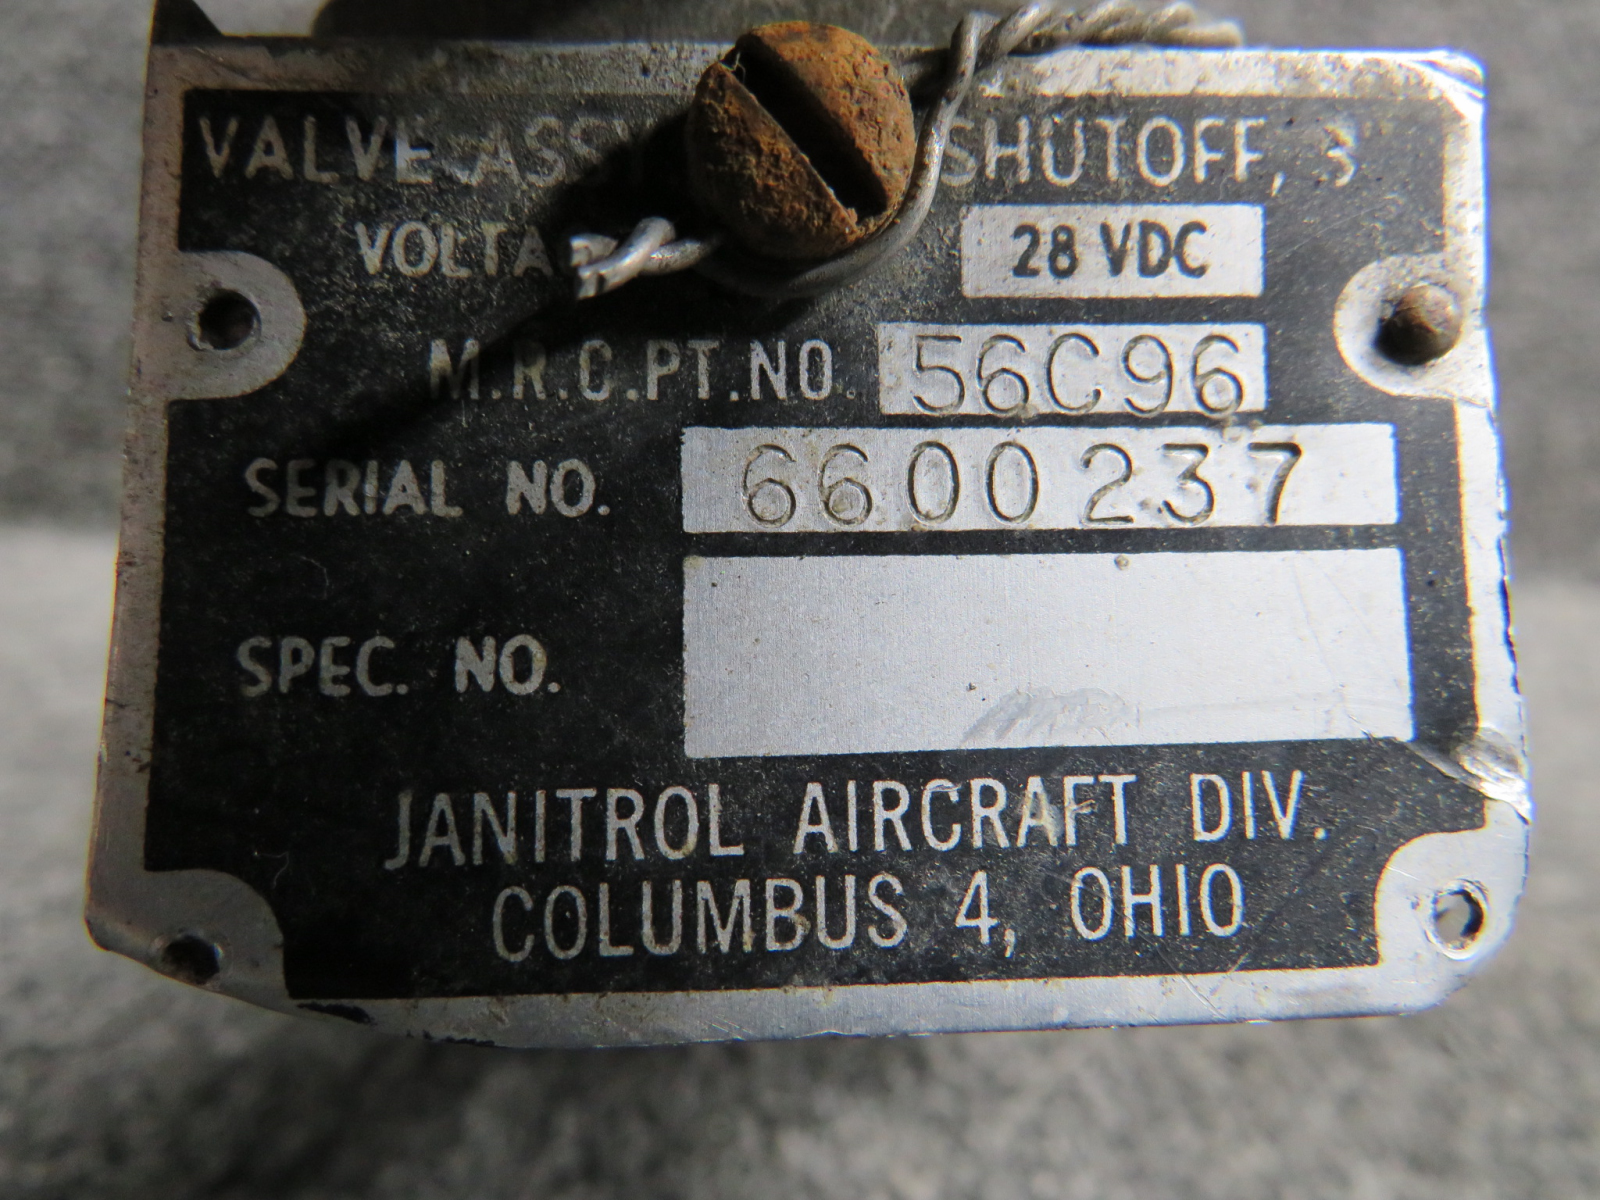 VALVE ASSY SHUTOFF, 3"
VOLTA 28 VDC
M.R.C.PT.NO. 56C96
SERIAL NO. 6600237
SPEC. NO.
JANITROL AIRCRAFT DIV.
COLUMBUS 4, OHIO